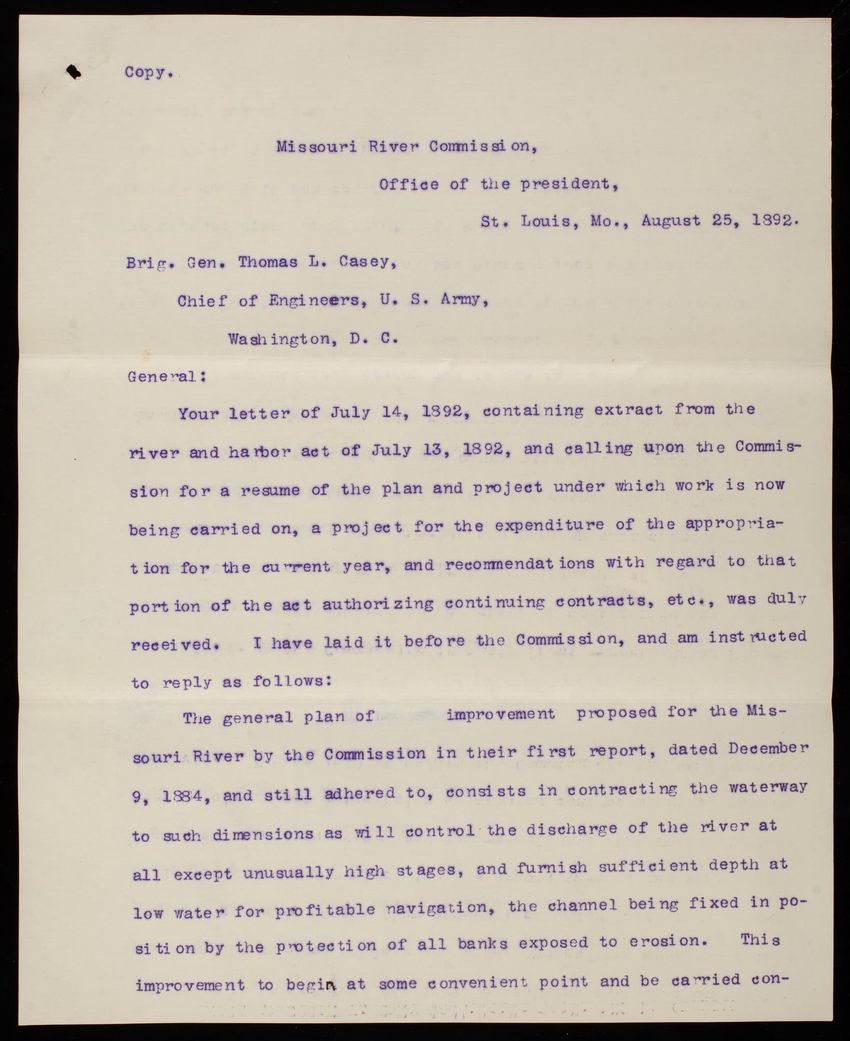 Copy.
Missouri River Commission,
Office of the president,
St. Louis, Mo., August 25, 1892.
Brig. Gen. Thomas L. Casey,
Chief of Engineers, U. S. Army,
Washington, D. C.
General:
Your letter of July 14, 1892, containing extract from the
river and harbor act of July 13, 1892, and calling upon the Commis-
sion for a resume of the plan and project under which work is now
being carried on, a project for the expenditure of the appropria-
tion for the current year, and recommendations with regard to that
portion of the act authorizing continuing contracts, etc., was duly
received. I have laid it before the Commission, and am instructed
to reply as follows:
The general plan of improvement proposed for the Mis-
souri River by the Commission in their first report, dated December
9, 1884, and still adhered to, consists in contracting the waterway
to such dimensions as will control the discharge of the river at
all except unusually high stages, and furnish sufficient depth at
low water for profitable navigation, the channel being fixed in po-
sition by the protection of all banks exposed to erosion. This
improvement to begin at some convenient point and be carried con-